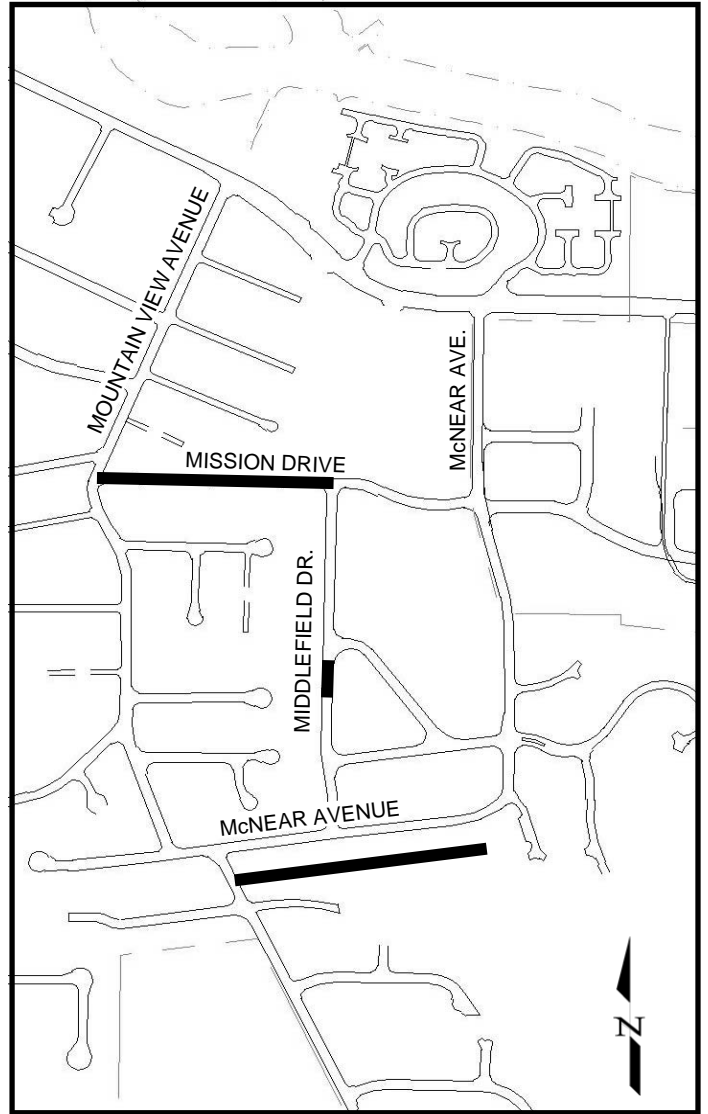 MOUNTAIN VIEW AVENUE
McNEAR AVE.
MISSION DRIVE
MIDDLEFIELD DR.
McNEAR AVENUE
N